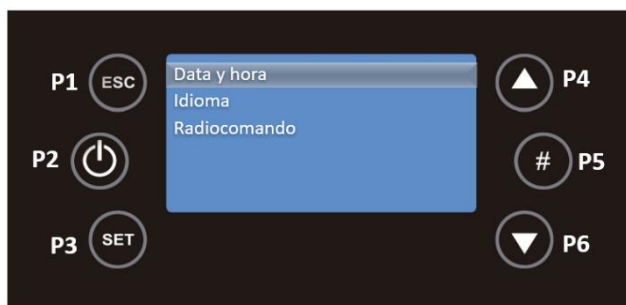 P1 ESC
Data y hora
P4
Idioma
Radiocomando
P2
# P5
P3 SET
P6